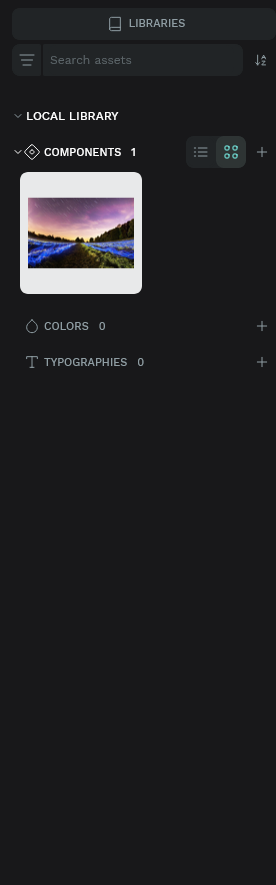 LIBRARIES
Search assets
LOCAL LIBRARY
COMPONENTS 1
COLORS 0
TYPOGRAPHIES 0